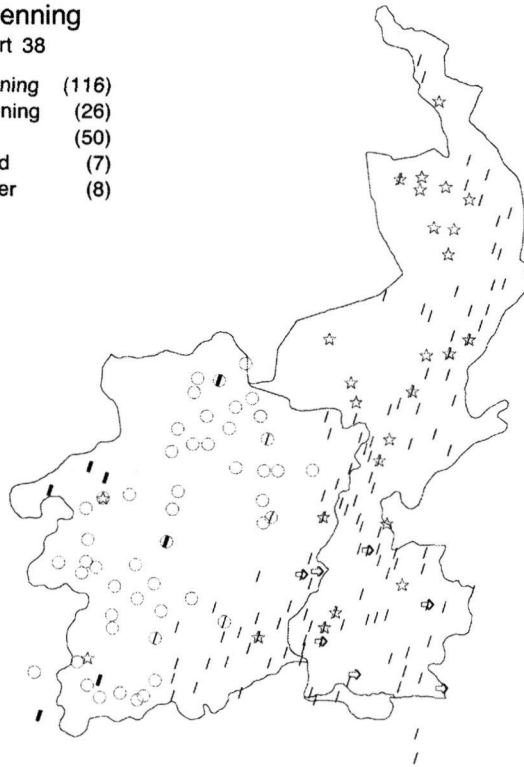 enning
rt 38
ning (116)
ning (26)
(50)
d (7)
er (8)